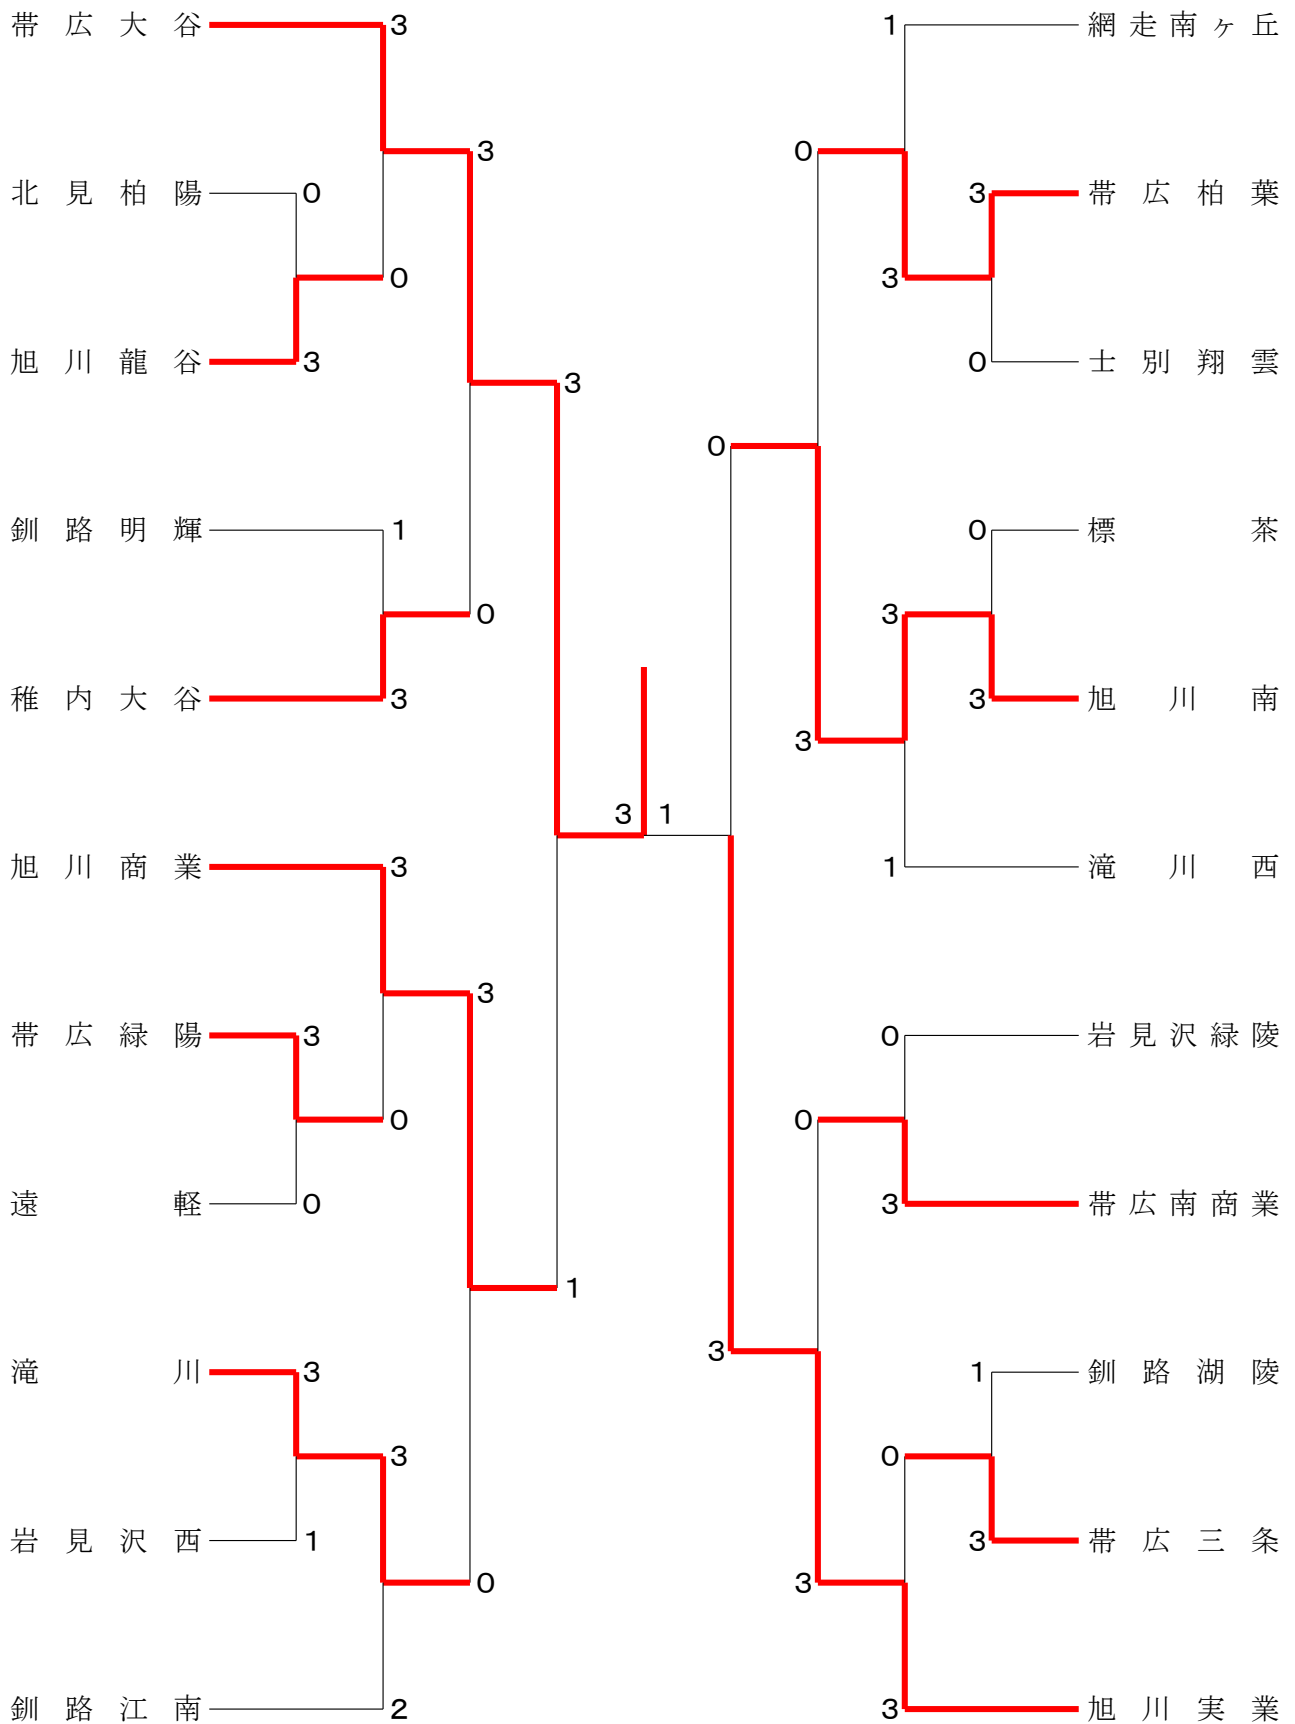 帯広大谷 3 1 網走南ヶ丘
3 0
北見柏陽 0 3 帯広柏葉
0 3
旭川龍谷 3 0 士別翔雲
3
0
釧路明輝 1 0 標茶
0 3
稚内大谷 3 3 旭川南
3
3 1
旭川商業 3 1 滝川西
3
帯広緑陽 3 0 岩見沢緑陵
0 0
遠軽 0 3 帯広南商業
1
3
滝川 3 1 釧路湖陵
3 0
岩見沢西 1 3 帯広三条
0 3
釧路江南 2 3 旭川実業